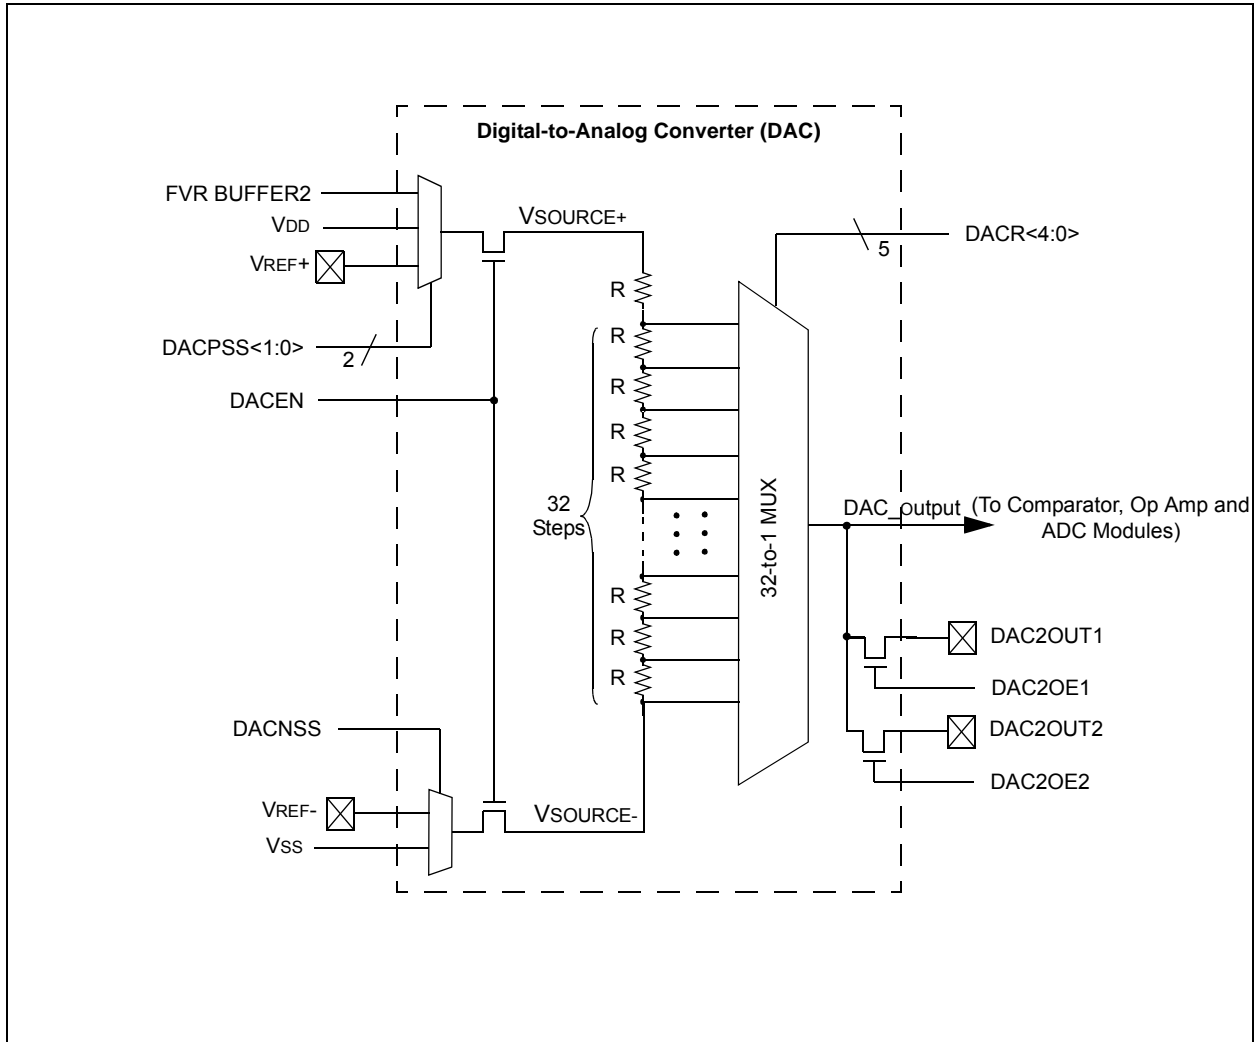 Digital-to-Analog Converter (DAC)
FVR BUFFER2
VDD
VREF+
DACPSS<1:0>
2
DACEN
VSOURCE+
5
DACR<4:0>
R
R
R
R
R
32
Steps
R
R
R
32-to-1 MUX
DAC_output (To Comparator, Op Amp and
ADC Modules)
DAC2OUT1
DAC2OE1
DAC2OUT2
DAC2OE2
DACNSS
VREF-
VSS
VSOURCE-